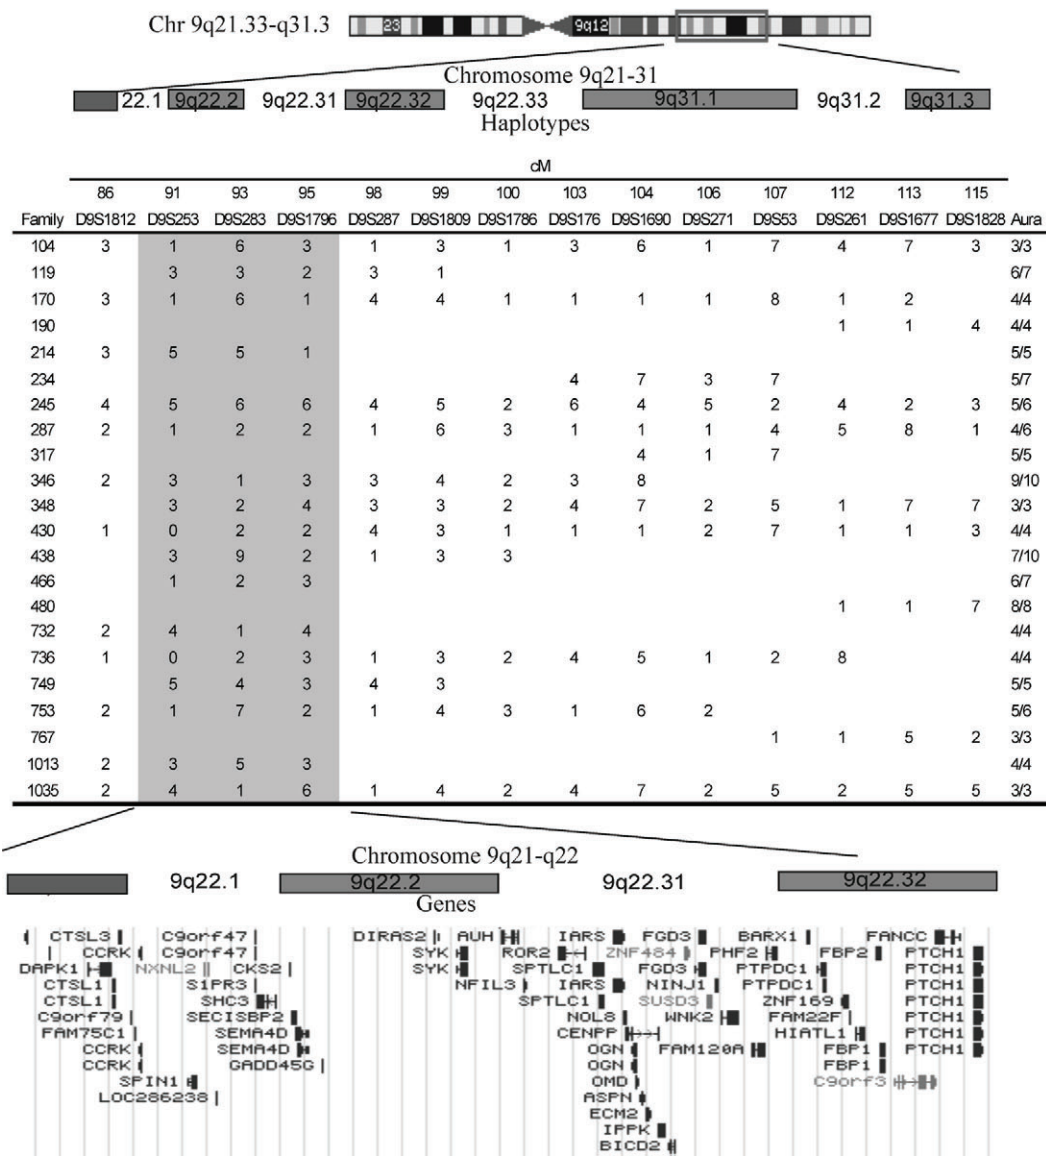 Chr 9q21.33-q31.3 23 9q12
Chromosome 9q21-31
22.1 9q22.2 9q22.31 9q22.32 9q22.33 9q31.1 9q31.2 9q31.3
Haplotypes
cM
86 91 93 95 98 99 100 103 104 106 107 112 113 115
Family D9S1812 D9S253 D9S283 D9S1796 D9S287 D9S1809 D9S1786 D9S176 D9S1690 D9S271 D9S53 D9S261 D9S1677 D9S1828 Aura
104 3 1 6 3 1 3 1 3 6 1 7 4 7 3 3/3
119 3 3 2 3 1 6/7
170 3 1 6 1 4 4 1 1 1 1 8 1 2 4/4
190 1 1 4 4/4
214 3 5 5 1 5/5
234 4 7 3 7 5/7
245 4 5 6 6 4 5 2 6 4 5 2 4 2 3 5/6
287 2 1 2 2 1 6 3 1 1 1 4 5 8 1 4/6
317 4 1 7 5/5
346 2 3 1 3 3 4 2 3 8 9/10
348 3 2 4 3 3 2 4 7 2 5 1 7 7 3/3
430 1 0 2 2 4 3 1 1 1 2 7 1 1 3 4/4
438 3 9 2 1 3 3 7/10
466 1 2 3 6/7
480 1 1 7 8/8
732 2 4 1 4 4/4
736 1 0 2 3 1 3 2 4 5 1 2 8 4/4
749 5 4 3 4 3 5/5
753 2 1 7 2 1 4 3 1 6 2 5/6
767 1 1 5 2 3/3
1013 2 3 5 3 4/4
1035 2 4 1 6 1 4 2 4 7 2 5 2 5 5 3/3
Chromosome 9q21-q22
9q22.1 9q22.2 9q22.31 9q22.32
Genes
CTSL3 C9orf47 DIRAS2 AUH IARS FGD3 BARX1 FANCC
CCRK C9orf47 SYK ROR2 ZNF484 PHF2 FBP2 PTCH1
DAPK1 NXNL2 CKS2 SYK SPTLC1 FGD3 PTPDC1 PTCH1
CTSL1 S1PR3 NFIL3 IARS NINJ1 PTPDC1 PTCH1
CTSL1 SHC3 SPTLC1 SUSD3 ZNF169 PTCH1
C9orf79 SECISBP2 NOL8 WNK2 FAM22F PTCH1
FAM75C1 SEMA4D CENPP HIATL1 PTCH1
CCRK SEMA4D OGN FAM120A FBP1 PTCH1
CCRK GADD45G OGN FBP1
SPIN1 OMD C9orf3
LOC286238 ASPN
ECM2
IPPK
BICD2